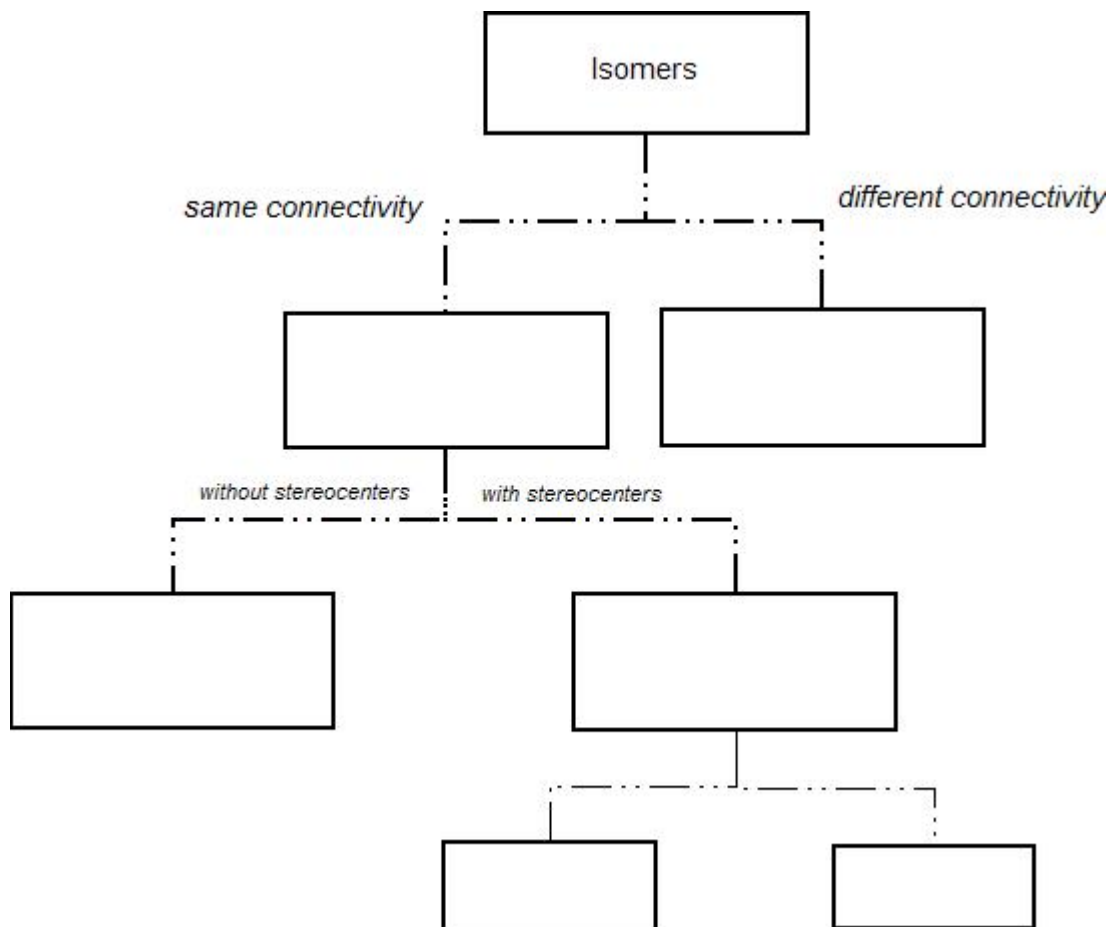 Isomers
same connectivity
different connectivity
without stereocenters
with stereocenters